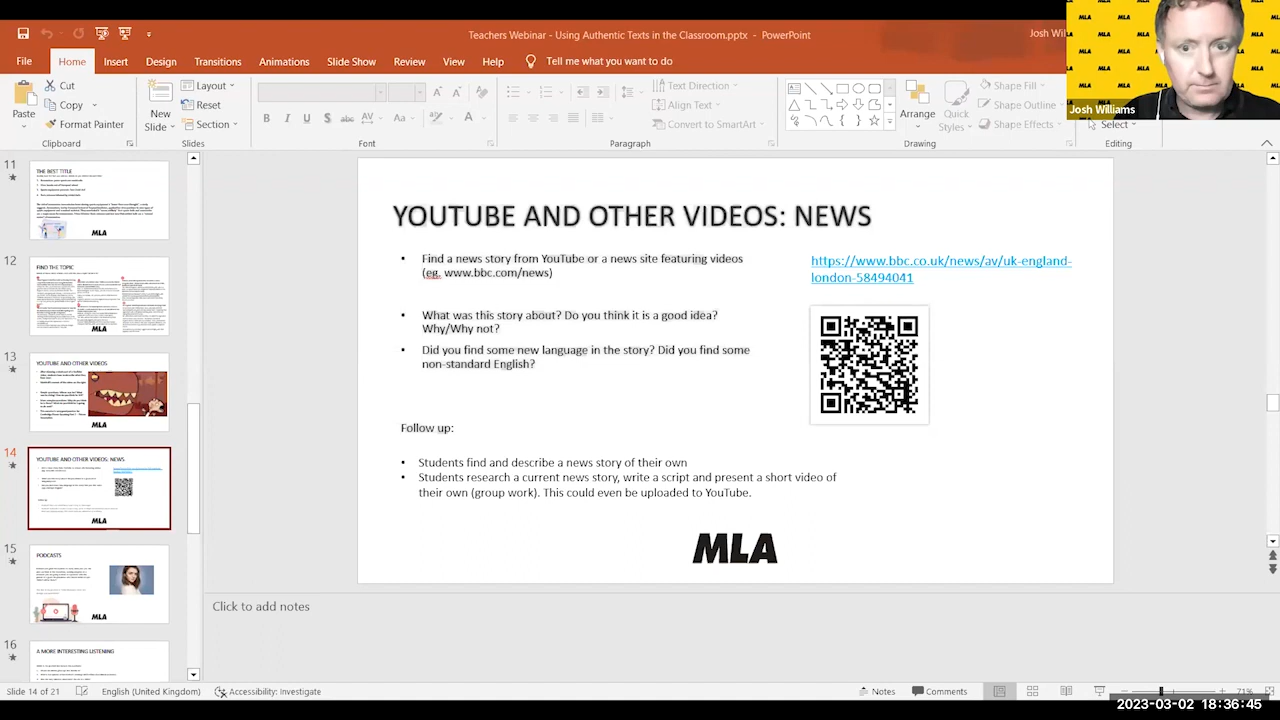 Teachers Webinar - Using Authentic Texts in the Classroom.pptx - PowerPoint
Josh Wi
File Home Insert Design Transitions Animations Slide Show Review View Help Tell me what you want to do
MLA
Josh Williams
Paste
Cut
Copy
Format Painter
Clipboard
New Slide
Layout
Reset
Section
Slides
Font
Text Direction
Align Text
Convert to SmartArt
Paragraph
Arrange
Quick Styles
Shape Fill
Shape Outline
Shape Effects
Drawing
Select
Editing
11
THE BEST TITLE
MLA
12
FIND THE TOPIC
MLA
13
YOUTUBE AND OTHER VIDEOS
MLA
14
YOUTUBE AND OTHER VIDEOS: NEWS
MLA
15
PODCASTS
MLA
16
A MORE INTERESTING LISTENING
YOUTUBE AND OTHER VIDEOS: NEWS
• Find a news story from YouTube or a news site featuring videos
(eg. www.bbc.com/news)
• What was the story about? Do you think it is a good idea?
Why/Why not?
• Did you find some new language in the story? Did you find some
non-standard English?
https://www.bbc.co.uk/news/av/uk-england-
london-58494041
Follow up:
• Students find and describe a news story of their own
• Students research a current news story, write a script and present a short video of
their own (group work). This could even be uploaded to YouTube.
MLA
Click to add notes
Slide 14 of 21 English (United Kingdom) Accessibility: Investigate Notes Comments 71%
2023-03-02 18:36:45